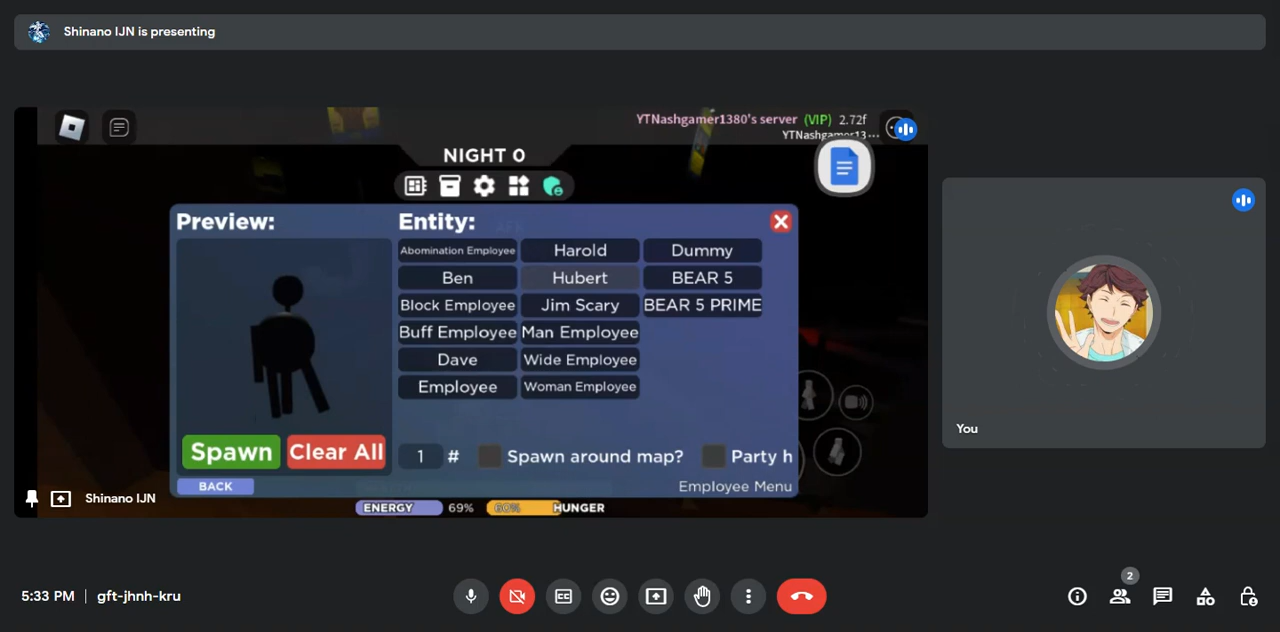 Shinano IJN is presenting
YTNashgamer1380's server (VIP) 2.72f
YTNashgamer13...
NIGHT 0
Preview:
Entity:
Abomination Employee
Harold
Dummy
Ben
Hubert
BEAR 5
Block Employee
Jim Scary
BEAR 5 PRIME
Buff Employee
Man Employee
Dave
Wide Employee
Employee
Woman Employee
Spawn
Clear All
1 #
Spawn around map?
Party h
BACK
Employee Menu
Shinano IJN
ENERGY 69%
60% HUNGER
You
5:33 PM | gft-jhnh-kru
2